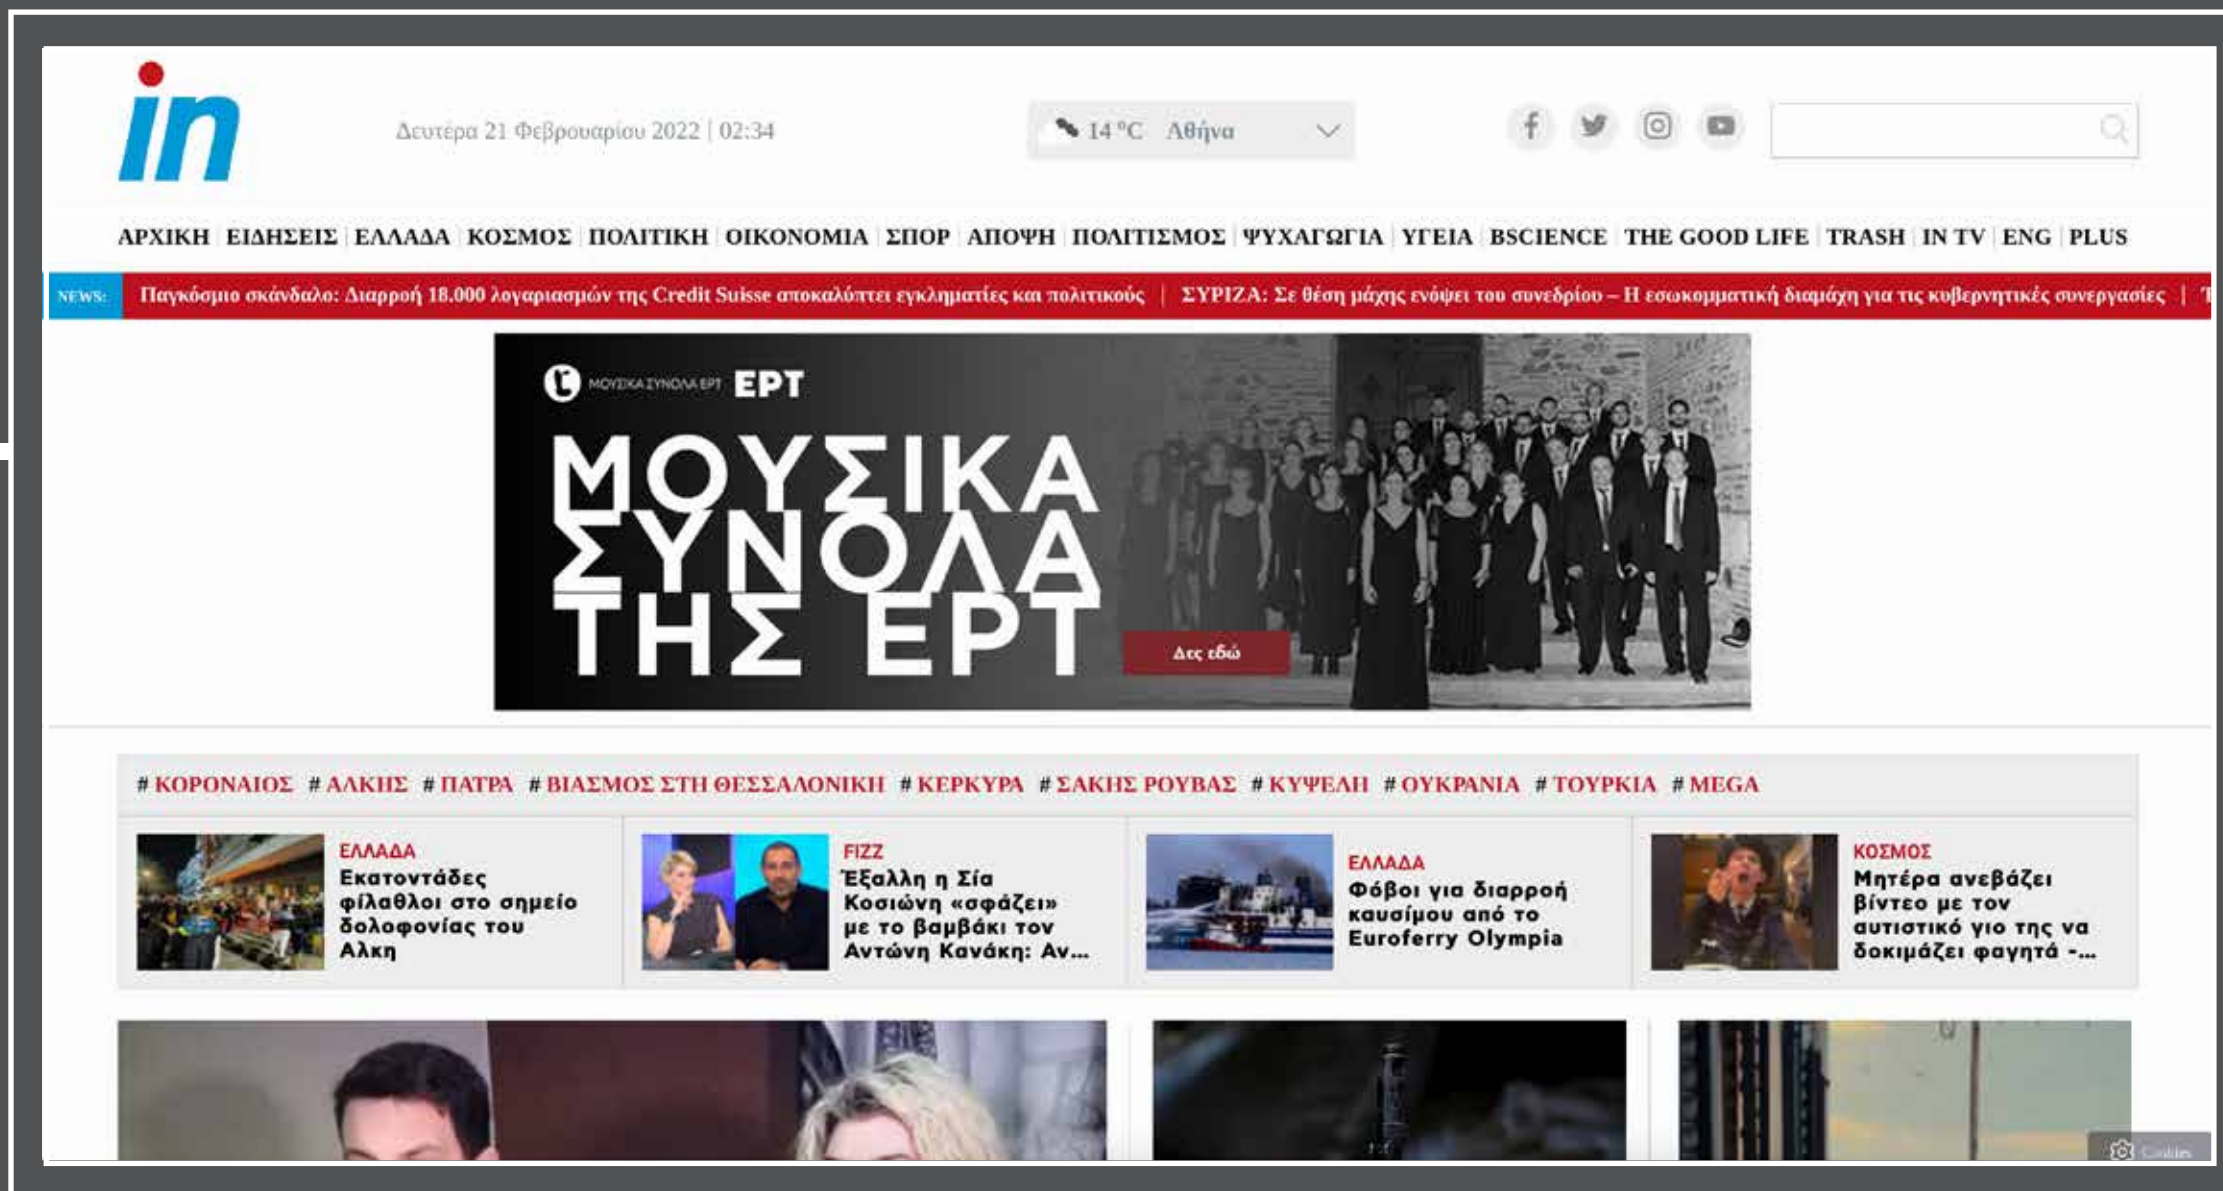 in
Δευτέρα 21 Φεβρουαρίου 2022 | 02:34
14 °C Αθήνα
ΑΡΧΙΚΗ | ΕΙΔΗΣΕΙΣ | ΕΛΛΑΔΑ | ΚΟΣΜΟΣ | ΠΟΛΙΤΙΚΗ | ΟΙΚΟΝΟΜΙΑ | ΣΠΟΡ | ΑΠΟΨΗ | ΠΟΛΙΤΙΣΜΟΣ | ΨΥΧΑΓΩΓΙΑ | ΥΓΕΙΑ | BSCIENCE | THE GOOD LIFE | TRASH | IN TV | ENG | PLUS
NEWS: Παγκόσμιο σκάνδαλο: Διαρροή 18.000 λογαριασμών της Credit Suisse αποκαλύπτει εγκληματίες και πολιτικούς | ΣΥΡΙΖΑ: Σε θέση μάχης ενόψει του συνεδρίου – Η εσωκομματική διαμάχη για τις κυβερνητικές συνεργασίες |
ΜΟΥΣΙΚΑ ΣΥΝΟΛΑ ΕΡΤ ΕΡΤ
ΜΟΥΣΙΚΑ
ΣΥΝΟΛΑ
ΤΗΣ ΕΡΤ
Δες εδώ
# ΚΟΡΟΝΑΙΟΣ # ΑΛΚΗΣ # ΠΑΤΡΑ # ΒΙΑΣΜΟΣ ΣΤΗ ΘΕΣΣΑΛΟΝΙΚΗ # ΚΕΡΚΥΡΑ # ΣΑΚΗΣ ΡΟΥΒΑΣ # ΚΥΨΕΛΗ # ΟΥΚΡΑΝΙΑ # ΤΟΥΡΚΙΑ # MEGA
ΕΛΛΑΔΑ
Εκατοντάδες
φίλαθλοι στο σημείο
δολοφονίας του
Αλκη
FIZZ
Έξαλλη η Σία
Κοσιώνη «σφάζει»
με το βαμβάκι τον
Αντώνη Κανάκη: Αν...
ΕΛΛΑΔΑ
Φόβοι για διαρροή
καυσίμου από το
Euroferry Olympia
ΚΟΣΜΟΣ
Μητέρα ανεβάζει
βίντεο με τον
αυτιστικό γιο της να
δοκιμάζει φαγητά -...
Cookies